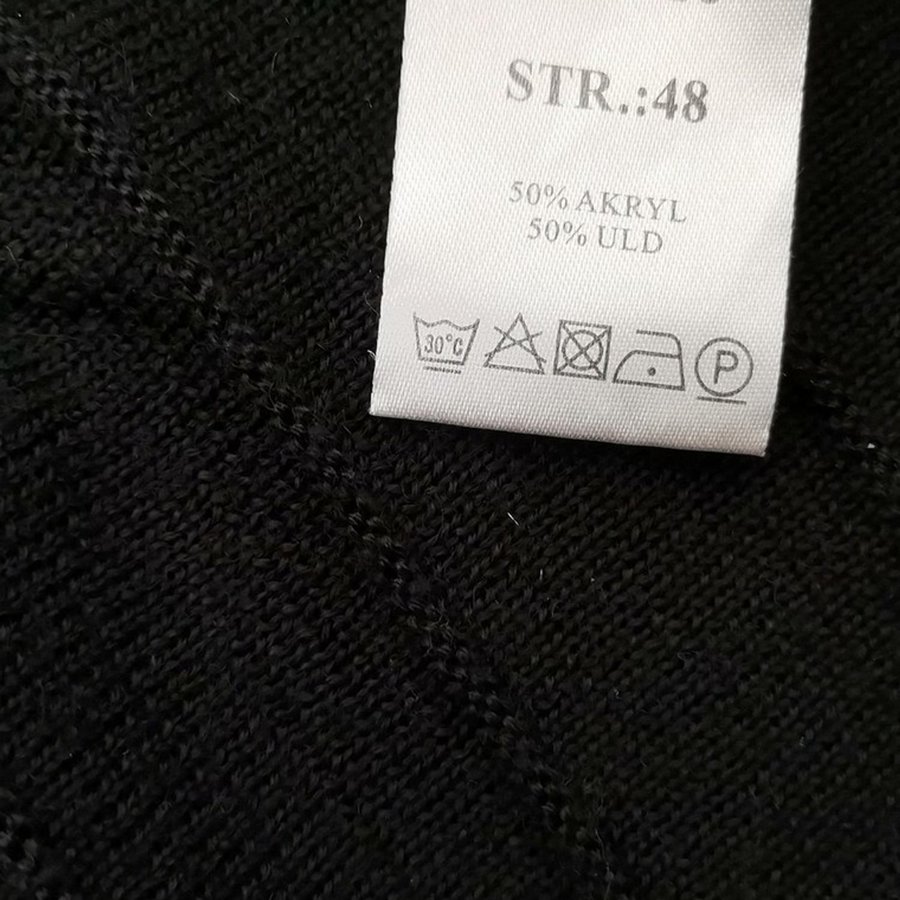 STR.:48
50% AKRYL
50% ULD
30°C
P